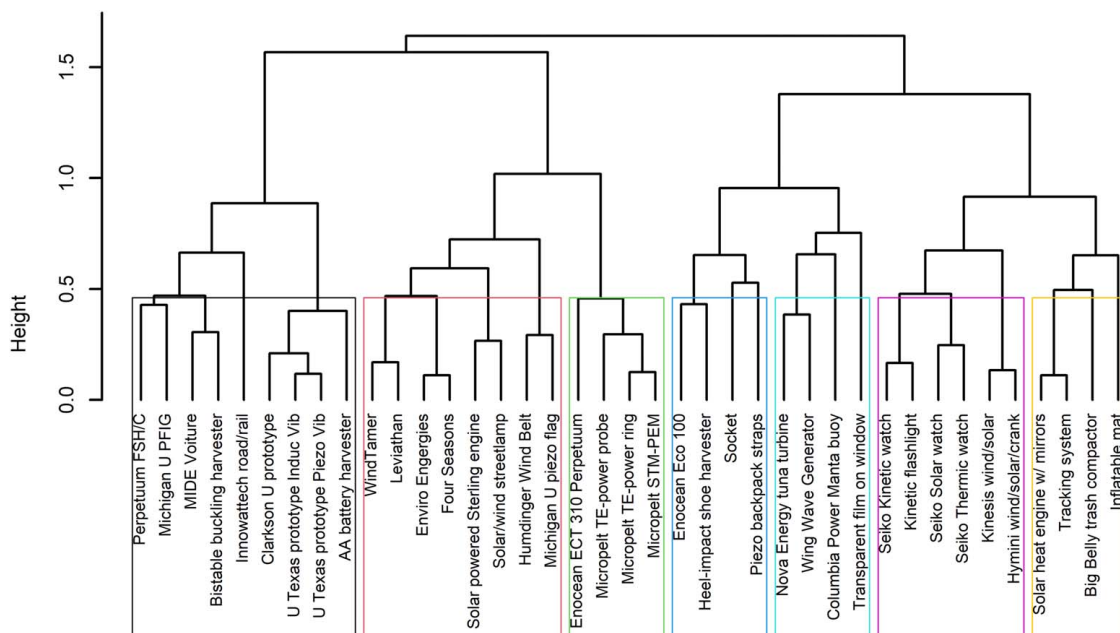 Height
1.5
1.0
0.5
0.0
Perpetuum FSH/C
Michigan U PFIG
MIDE Volture
Bistable buckling harvester
Innowattech road/rail
Clarkson U prototype
U Texas prototype Induc Vib
U Texas prototype Piezo Vib
AA battery harvester
WindTamer
Leviathan
Enviro Engergies
Four Seasons
Solar powered Sterling engine
Solar/wind streetlamp
Humdinger Wind Belt
Michigan U piezo flag
Enocean ECT 310 Perpetuum
Micropelt TE-power probe
Micropelt TE-power ring
Micropelt STM-PEM
Enocean Eco 100
Heel-impact shoe harvester
Socket
Piezo backpack straps
Nova Energy tuna turbine
Wing Wave Generator
Columbia Power Manta buoy
Transparent film on window
Seiko Kinetic watch
Kinetic flashlight
Seiko Solar watch
Seiko Thermic watch
Kinesis wind/solar
Hymini wind/solar/crank
Solar heat engine w/ mirrors
Tracking system
Big Belly trash compactor
Inflatable mat